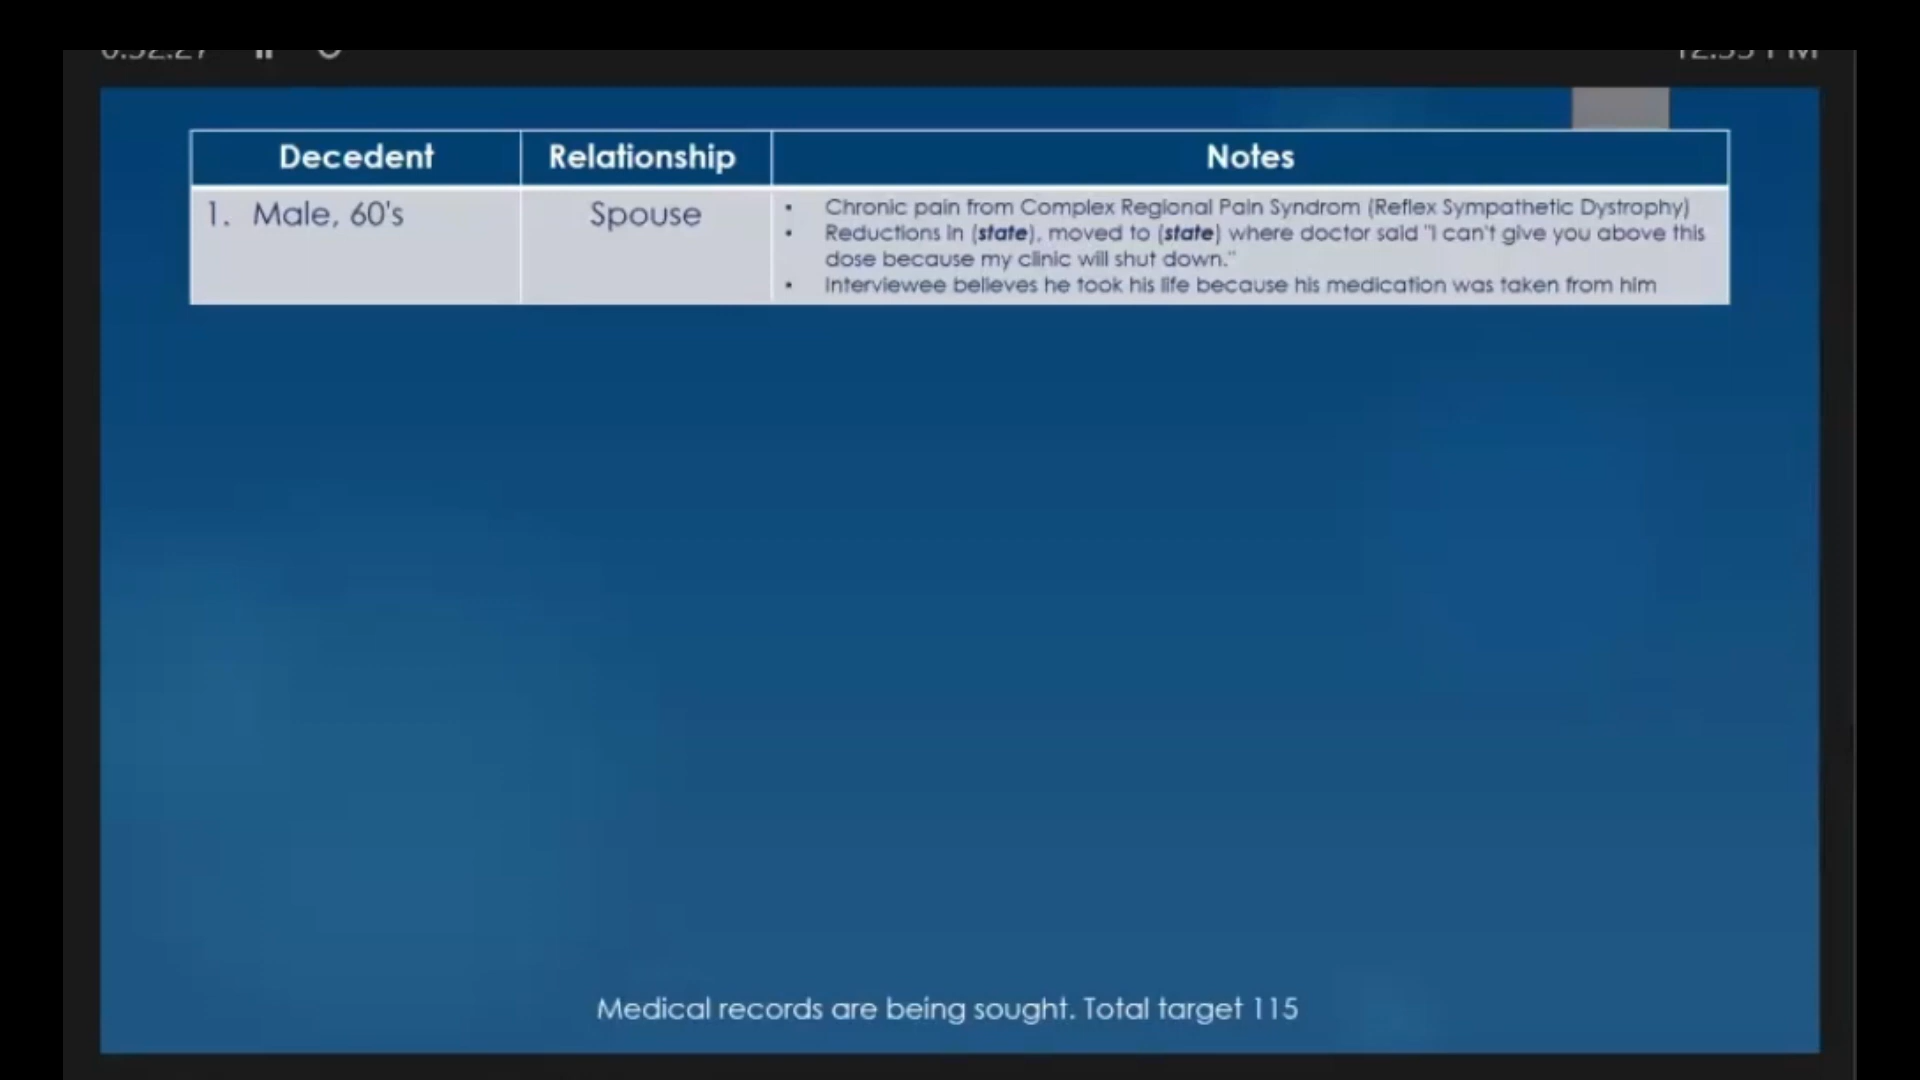 Decedent
Relationship
Notes
1. Male, 60's
Spouse
• Chronic pain from Complex Regional Pain Syndrom (Reflex Sympathetic Dystrophy)
• Reductions in (state), moved to (state) where doctor said "I can't give you above this
dose because my clinic will shut down."
• Interviewee believes he took his life because his medication was taken from him
Medical records are being sought. Total target 115